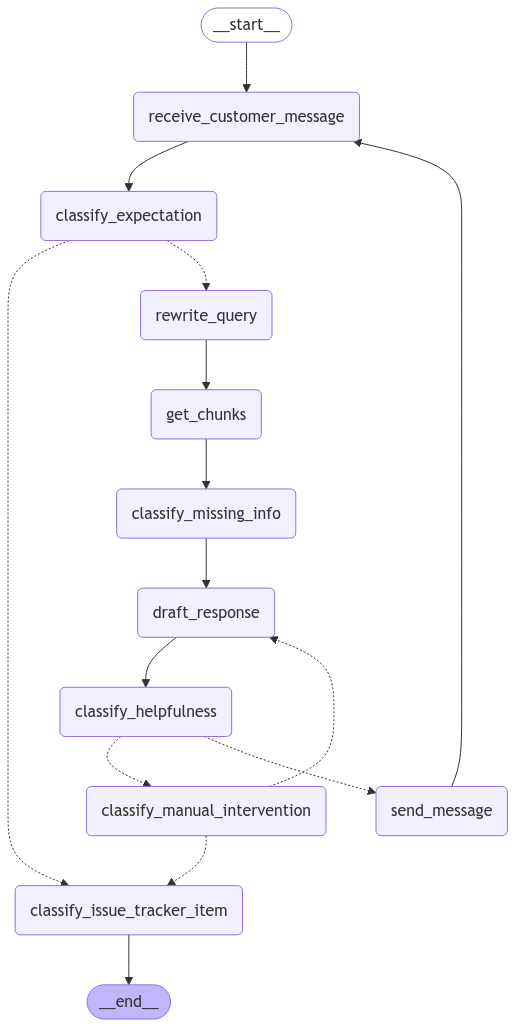 __start__
receive_customer_message
classify_expectation
rewrite_query
get_chunks
classify_missing_info
draft_response
classify_helpfulness
classify_manual_intervention
send_message
classify_issue_tracker_item
__end__